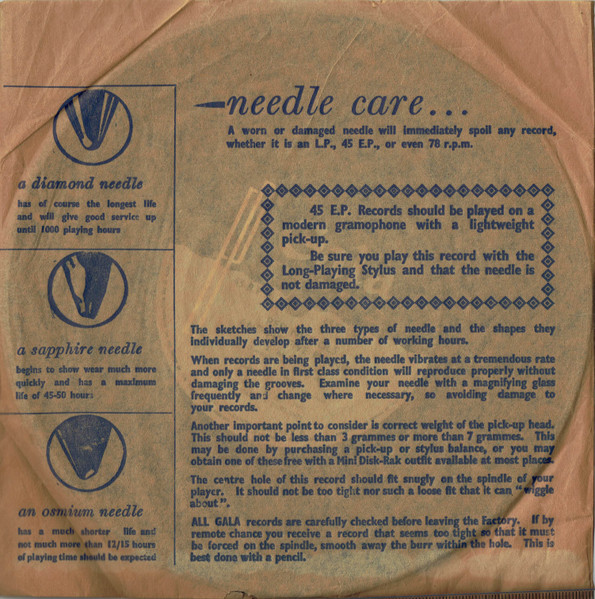 needle care...
A worn or damaged needle will immediately spoil any record,
whether it is an L.P., 45 E.P., or even 78 r.p.m.
a diamond needle
has of course the longest life
and will give good service up
until 1000 playing hours
a sapphire needle
begins to show wear much more
quickly and has a maximum
life of 45-50 hours
an osmium needle
has a much shorter life and
not much more than 12/15 hours
of playing time should be expected
45 E.P. Records should be played on a
modern gramophone with a lightweight
pick-up.
Be sure you play this record with the
Long-Playing Stylus and that the needle is
not damaged.
The sketches show the three types of needle and the shapes they
individually develop after a number of working hours.
When records are being played, the needle vibrates at a tremendous rate
and only a needle in first class condition will reproduce properly without
damaging the grooves. Examine your needle with a magnifying glass
frequently and change where necessary, so avoiding damage to
your records.
Another important point to consider is correct weight of the pick-up head.
This should not be less than 3 grammes or more than 7 grammes. This
may be done by purchasing a pick-up or stylus balance, or you may
obtain one of these free with a Mini Disk-Rak outfit available at most places.
The centre hole of this record should fit snugly on the spindle of your
player. It should not be too tight nor such a loose fit that it can "wiggle
about".
ALL GALA records are carefully checked before leaving the Factory. If by
remote chance you receive a record that seems too tight so that it must
be forced on the spindle, smooth away the burr within the hole. This is
best done with a pencil.